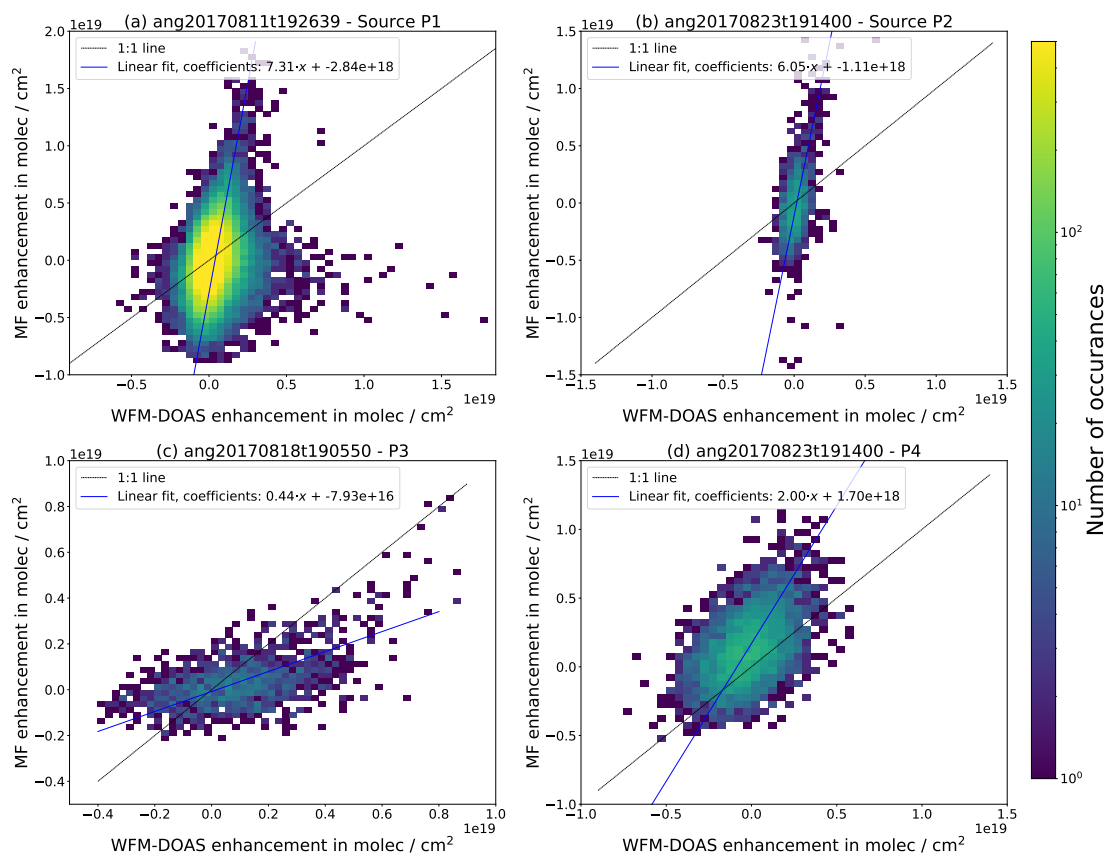 (a) ang20170811t192639 - Source P1
1e19
1:1 line
Linear fit, coefficients: 7.31·x + -2.84e+18
2.0
1.5
1.0
0.5
0.0
−0.5
−1.0
MF enhancement in molec / cm²
−0.5 0.0 0.5 1.0 1.5
1e19
WFM-DOAS enhancement in molec / cm²
(b) ang20170823t191400 - Source P2
1e19
1:1 line
Linear fit, coefficients: 6.05·x + -1.11e+18
1.5
1.0
0.5
0.0
−0.5
−1.0
−1.5
MF enhancement in molec / cm²
−1.5 −1.0 −0.5 0.0 0.5 1.0 1.5
1e19
WFM-DOAS enhancement in molec / cm²
(c) ang20170818t190550 - P3
1e19
1:1 line
Linear fit, coefficients: 0.44·x + -7.93e+16
1.0
0.8
0.6
0.4
0.2
0.0
−0.2
−0.4
MF enhancement in molec / cm²
−0.4 −0.2 0.0 0.2 0.4 0.6 0.8 1.0
1e19
WFM-DOAS enhancement in molec / cm²
(d) ang20170823t191400 - P4
1e19
1:1 line
Linear fit, coefficients: 2.00·x + 1.70e+18
1.5
1.0
0.5
0.0
−0.5
−1.0
MF enhancement in molec / cm²
−1.0 −0.5 0.0 0.5 1.0 1.5
1e19
WFM-DOAS enhancement in molec / cm²
10²
10¹
10⁰
Number of occurances